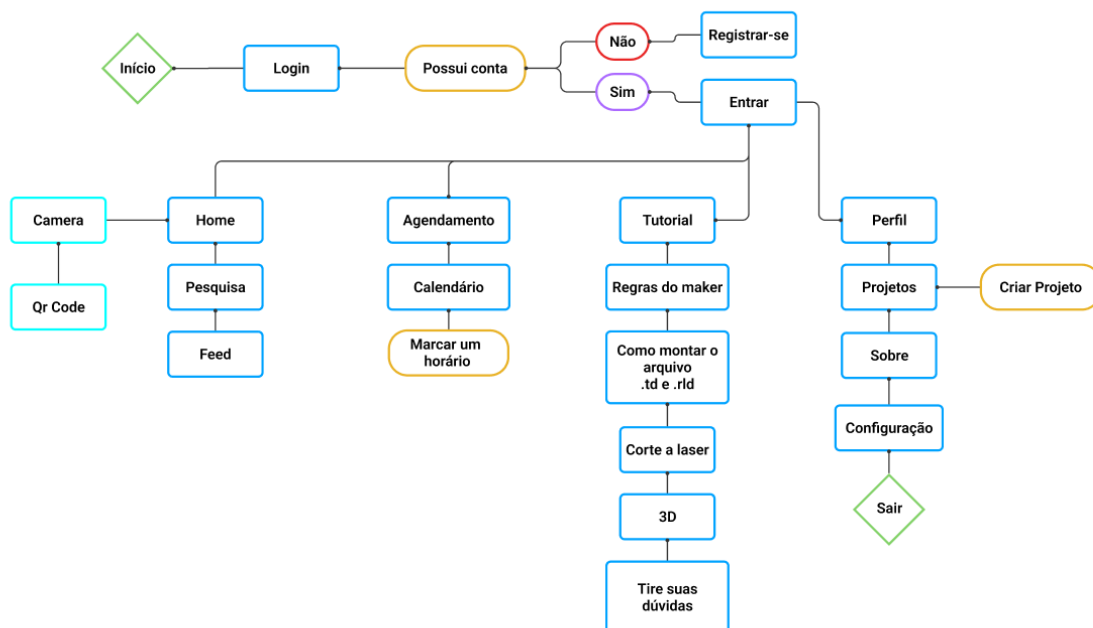 Início
Login
Possui conta
Não
Sim
Registrar-se
Entrar
Camera
Home
Agendamento
Tutorial
Perfil
Qr Code
Pesquisa
Calendário
Regras do maker
Projetos
Criar Projeto
Feed
Marcar um
horário
Como montar o
arquivo
.td e .rld
Sobre
Corte a laser
Configuração
3D
Sair
Tire suas
dúvidas